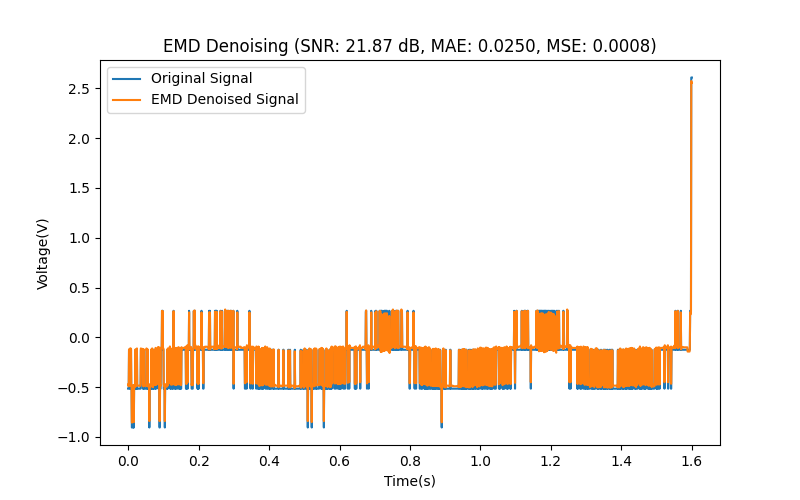 EMD Denoising (SNR: 21.87 dB, MAE: 0.0250, MSE: 0.0008)
Original Signal
EMD Denoised Signal
2.5
2.0
1.5
1.0
0.5
0.0
−0.5
−1.0
Voltage(V)
0.0 0.2 0.4 0.6 0.8 1.0 1.2 1.4 1.6
Time(s)